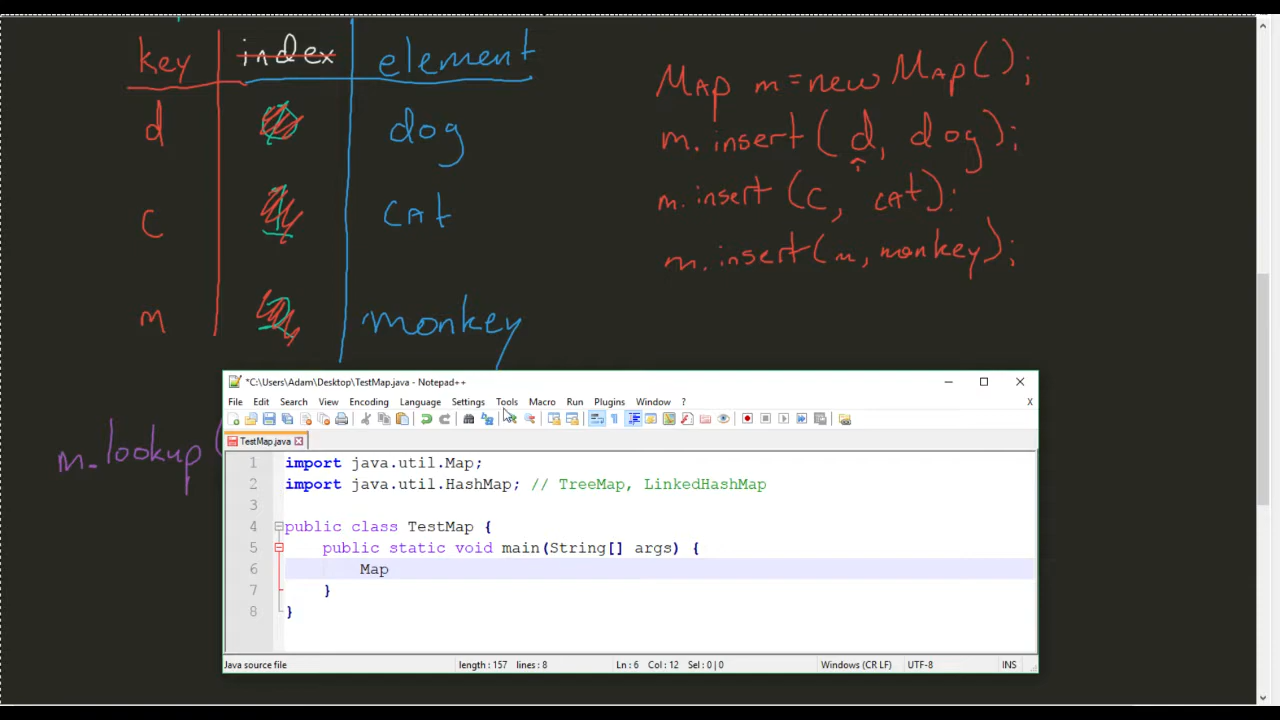 key index element
d dog
c cat
m monkey
Map m = new Map();
m.insert(d, dog);
m.insert(c, cat);
m.insert(m, monkey);
m.lookup(
*C:\Users\Adam\Desktop\TestMap.java - Notepad++
File Edit Search View Encoding Language Settings Tools Macro Run Plugins Window ? X
TestMap.java
1 import java.util.Map;
2 import java.util.HashMap; // TreeMap, LinkedHashMap
3
4 public class TestMap {
5 public static void main(String[] args) {
6 Map
7 }
8 }
Java source file length : 157 lines : 8 Ln : 6 Col : 12 Sel : 0 | 0 Windows (CR LF) UTF-8 INS